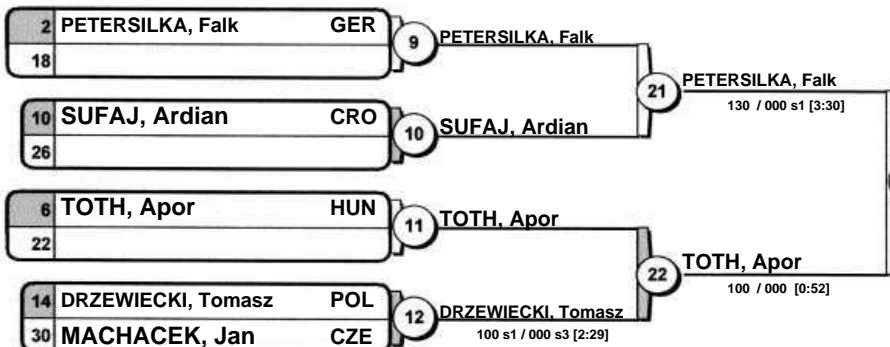 2 PETERSILKA, Falk GER
18
9 PETERSILKA, Falk
10 SUFAJ, Ardian CRO
26
10 SUFAJ, Ardian
21 PETERSILKA, Falk
130 / 000 s1 [3:30]
6 TOTH, Apor HUN
22
11 TOTH, Apor
14 DRZEWIECKI, Tomasz POL
30 MACHACEK, Jan CZE
12 DRZEWIECKI, Tomasz
100 s1 / 000 s3 [2:29]
22 TOTH, Apor
100 / 000 [0:52]